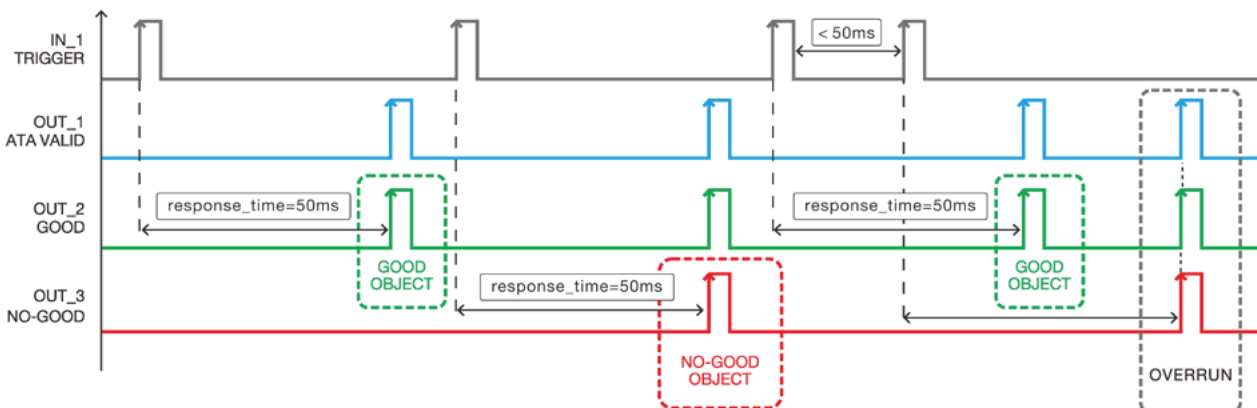 IN_1
TRIGGER
< 50ms
OUT_1
ATA VALID
OUT_2
GOOD
response_time=50ms
response_time=50ms
GOOD
OBJECT
GOOD
OBJECT
OUT_3
NO-GOOD
response_time=50ms
NO-GOOD
OBJECT
OVERRUN